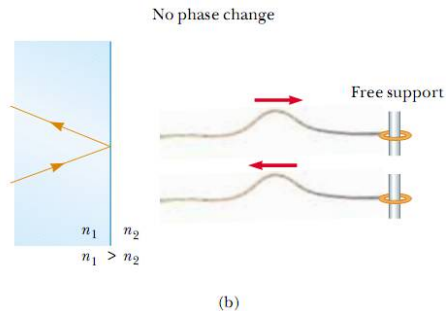 No phase change
Free support
n₁ n₂
n₁ > n₂
(b)